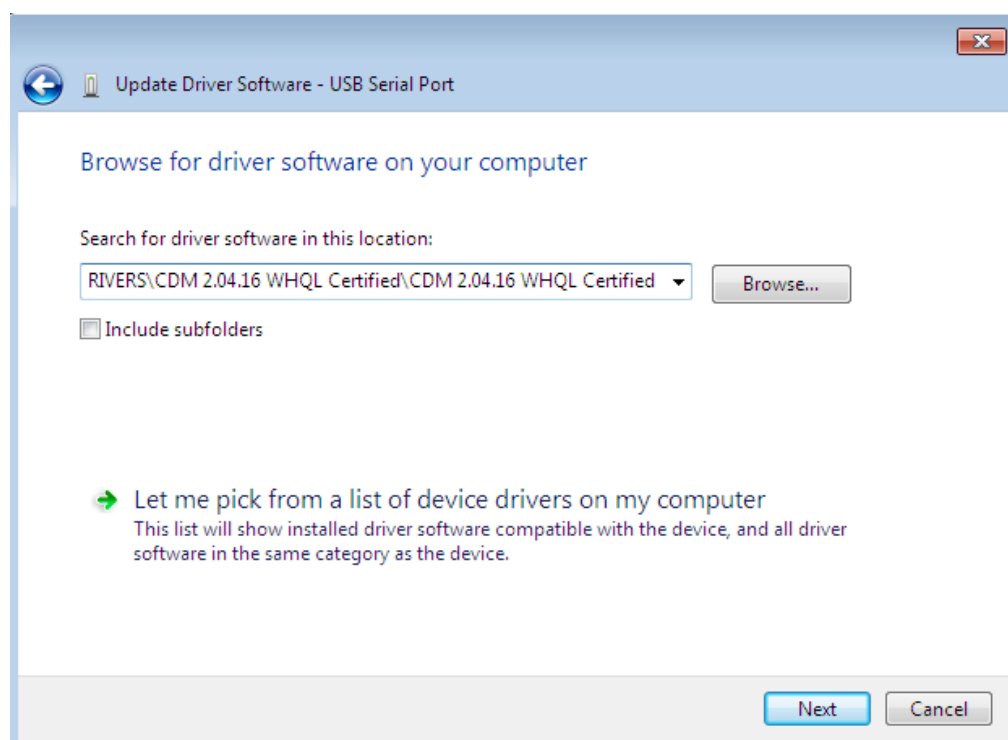 Update Driver Software - USB Serial Port
Browse for driver software on your computer
Search for driver software in this location:
RIVERS\CDM 2.04.16 WHQL Certified\CDM 2.04.16 WHQL Certified
Browse...
Include subfolders
Let me pick from a list of device drivers on my computer
This list will show installed driver software compatible with the device, and all driver
software in the same category as the device.
Next
Cancel